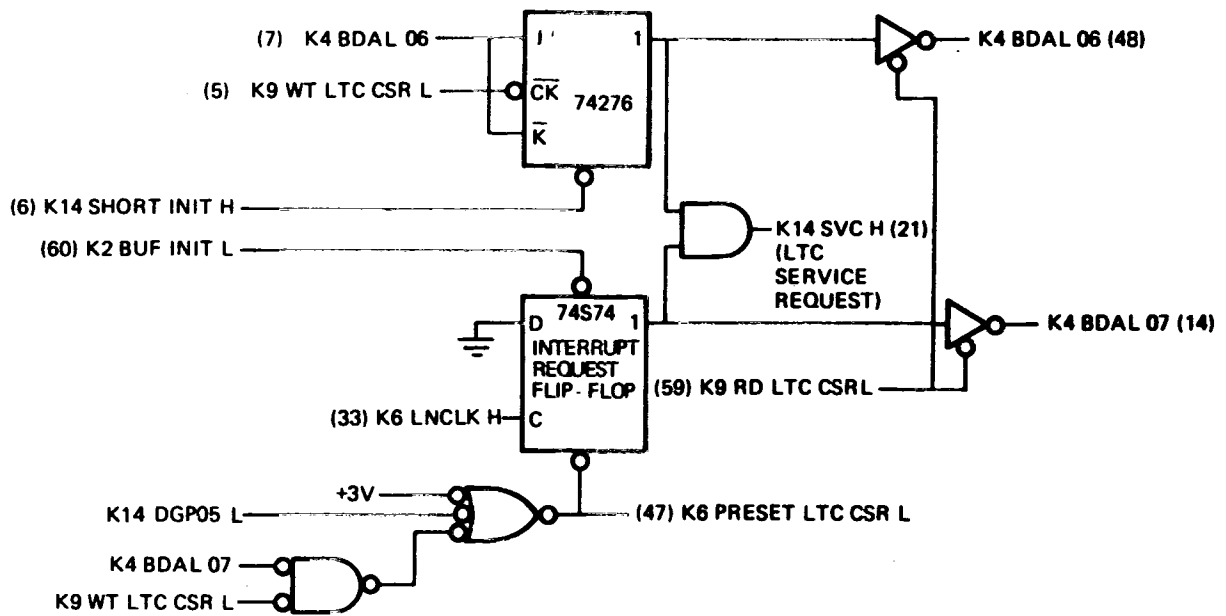 (7) K4 BDAL 06
J
1
K4 BDAL 06 (48)
(5) K9 WT LTC CSR L
CK
74276
K
(6) K14 SHORT INIT H
(60) K2 BUF INIT L
K14 SVC H (21)
(LTC
SERVICE
REQUEST)
74S74
D
1
K4 BDAL 07 (14)
INTERRUPT
REQUEST
FLIP-FLOP
(59) K9 RD LTC CSRL
(33) K6 LNCLK H
C
+3V
K14 DGP05 L
(47) K6 PRESET LTC CSR L
K4 BDAL 07
K9 WT LTC CSR L